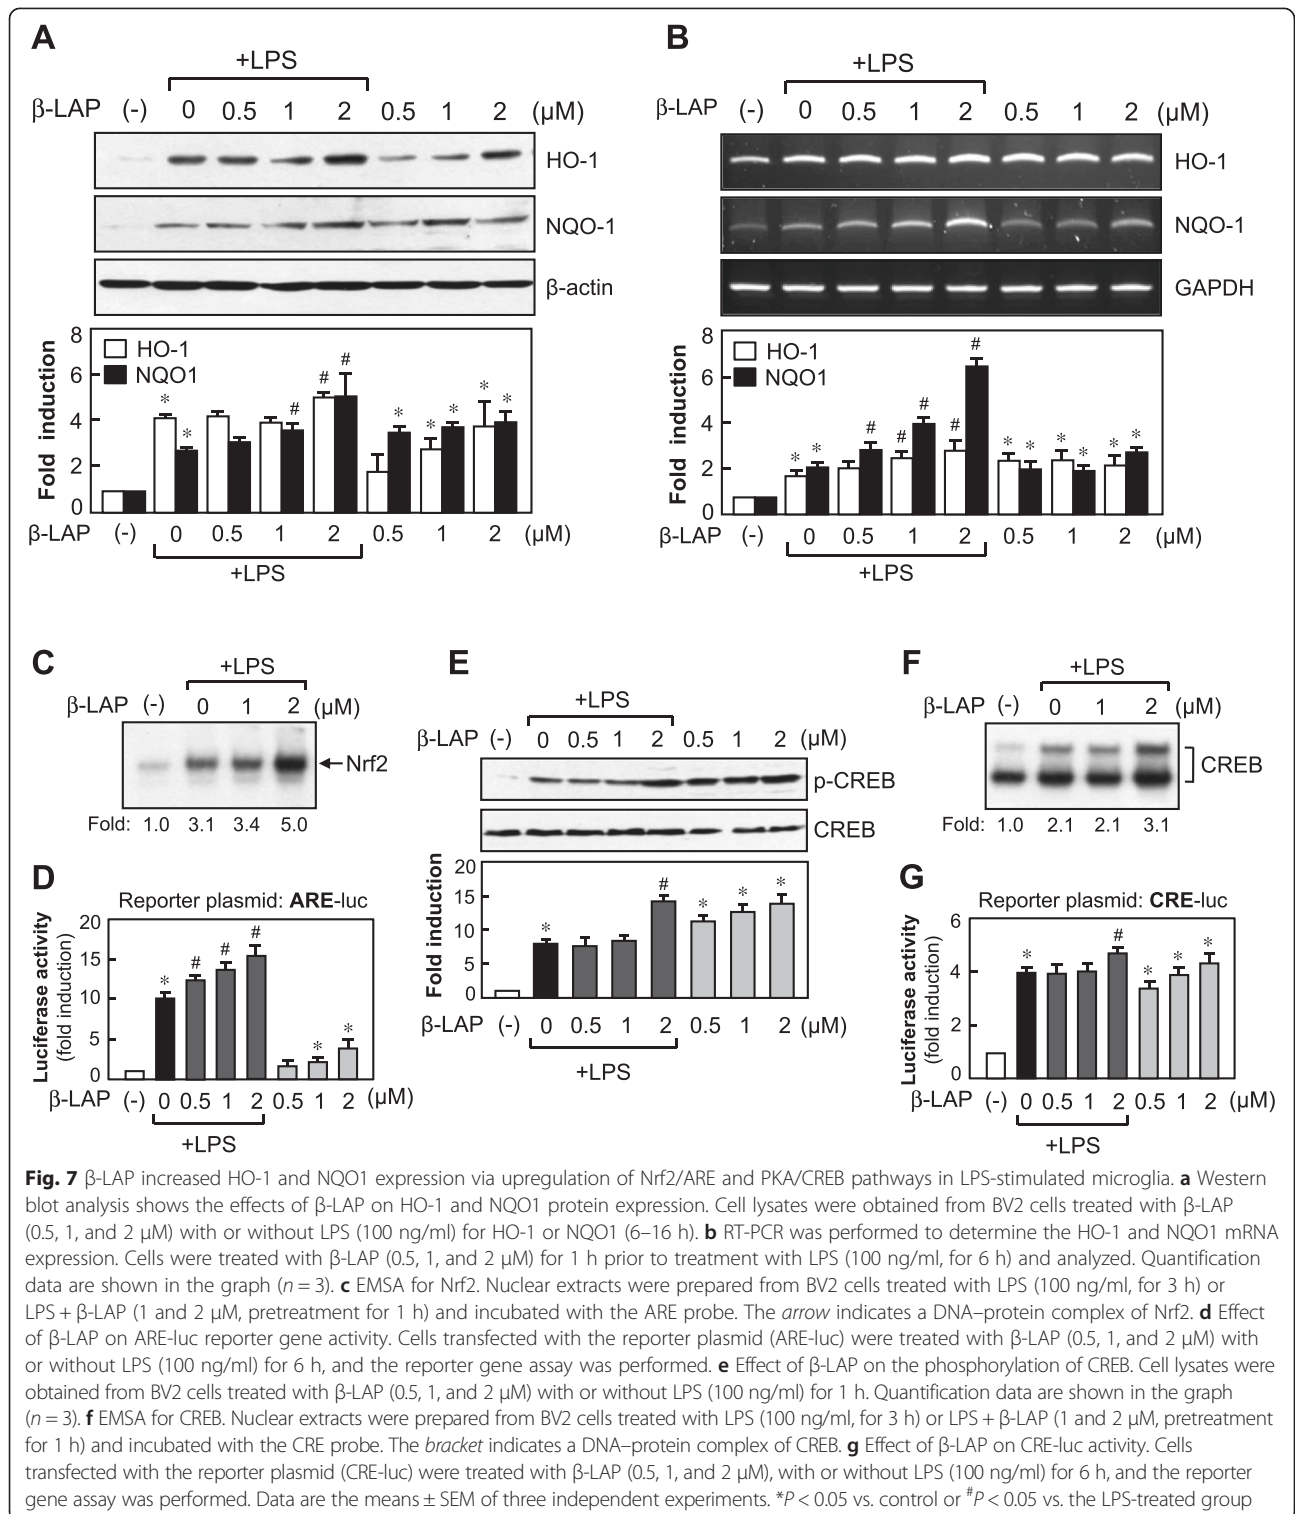 A
+LPS
β-LAP (-) 0 0.5 1 2 0.5 1 2 (μM)
HO-1
NQO-1
β-actin
8
6
4
2
0
Fold induction
HO-1
NQO1
* * # # # * * * * *
β-LAP (-) 0 0.5 1 2 0.5 1 2 (μM)
+LPS
B
+LPS
β-LAP (-) 0 0.5 1 2 0.5 1 2 (μM)
HO-1
NQO-1
GAPDH
8
6
4
2
0
Fold induction
HO-1
NQO1
* * # # # # # * * * * * *
β-LAP (-) 0 0.5 1 2 0.5 1 2 (μM)
+LPS
C
+LPS
β-LAP (-) 0 1 2 (μM)
Nrf2
Fold: 1.0 3.1 3.4 5.0
D
Reporter plasmid: ARE-luc
20
15
10
5
0
Luciferase activity
(fold induction)
* # # # * *
β-LAP (-) 0 0.5 1 2 0.5 1 2 (μM)
+LPS
E
+LPS
β-LAP (-) 0 0.5 1 2 0.5 1 2 (μM)
p-CREB
CREB
20
15
10
5
0
Fold induction
* # * * *
β-LAP (-) 0 0.5 1 2 0.5 1 2 (μM)
+LPS
F
+LPS
β-LAP (-) 0 1 2 (μM)
CREB
Fold: 1.0 2.1 2.1 3.1
G
Reporter plasmid: CRE-luc
6
4
2
0
Luciferase activity
(fold induction)
* # * * *
β-LAP (-) 0 0.5 1 2 0.5 1 2 (μM)
+LPS
Fig. 7 β-LAP increased HO-1 and NQO1 expression via upregulation of Nrf2/ARE and PKA/CREB pathways in LPS-stimulated microglia. a Western
blot analysis shows the effects of β-LAP on HO-1 and NQO1 protein expression. Cell lysates were obtained from BV2 cells treated with β-LAP
(0.5, 1, and 2 μM) with or without LPS (100 ng/ml) for HO-1 or NQO1 (6–16 h). b RT-PCR was performed to determine the HO-1 and NQO1 mRNA
expression. Cells were treated with β-LAP (0.5, 1, and 2 μM) for 1 h prior to treatment with LPS (100 ng/ml, for 6 h) and analyzed. Quantification
data are shown in the graph (n = 3). c EMSA for Nrf2. Nuclear extracts were prepared from BV2 cells treated with LPS (100 ng/ml, for 3 h) or
LPS + β-LAP (1 and 2 μM, pretreatment for 1 h) and incubated with the ARE probe. The arrow indicates a DNA–protein complex of Nrf2. d Effect
of β-LAP on ARE-luc reporter gene activity. Cells transfected with the reporter plasmid (ARE-luc) were treated with β-LAP (0.5, 1, and 2 μM) with
or without LPS (100 ng/ml) for 6 h, and the reporter gene assay was performed. e Effect of β-LAP on the phosphorylation of CREB. Cell lysates were
obtained from BV2 cells treated with β-LAP (0.5, 1, and 2 μM) with or without LPS (100 ng/ml) for 1 h. Quantification data are shown in the graph
(n = 3). f EMSA for CREB. Nuclear extracts were prepared from BV2 cells treated with LPS (100 ng/ml, for 3 h) or LPS + β-LAP (1 and 2 μM, pretreatment
for 1 h) and incubated with the CRE probe. The bracket indicates a DNA–protein complex of CREB. g Effect of β-LAP on CRE-luc activity. Cells
transfected with the reporter plasmid (CRE-luc) were treated with β-LAP (0.5, 1, and 2 μM), with or without LPS (100 ng/ml) for 6 h, and the reporter
gene assay was performed. Data are the means ± SEM of three independent experiments. *P < 0.05 vs. control or #P < 0.05 vs. the LPS-treated group